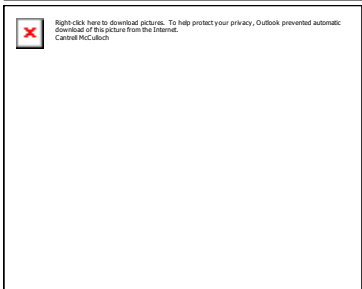 Right-click here to download pictures. To help protect your privacy, Outlook prevented automatic
download of this picture from the Internet.
Cantrell McCulloch